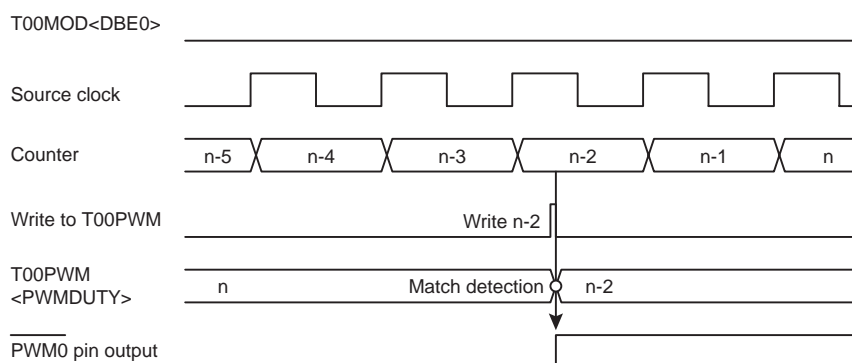 T00MOD<DBE0>
Source clock
Counter n-5 n-4 n-3 n-2 n-1 n
Write to T00PWM Write n-2
T00PWM
<PWMDUTY> n Match detection n-2
PWM0 pin output